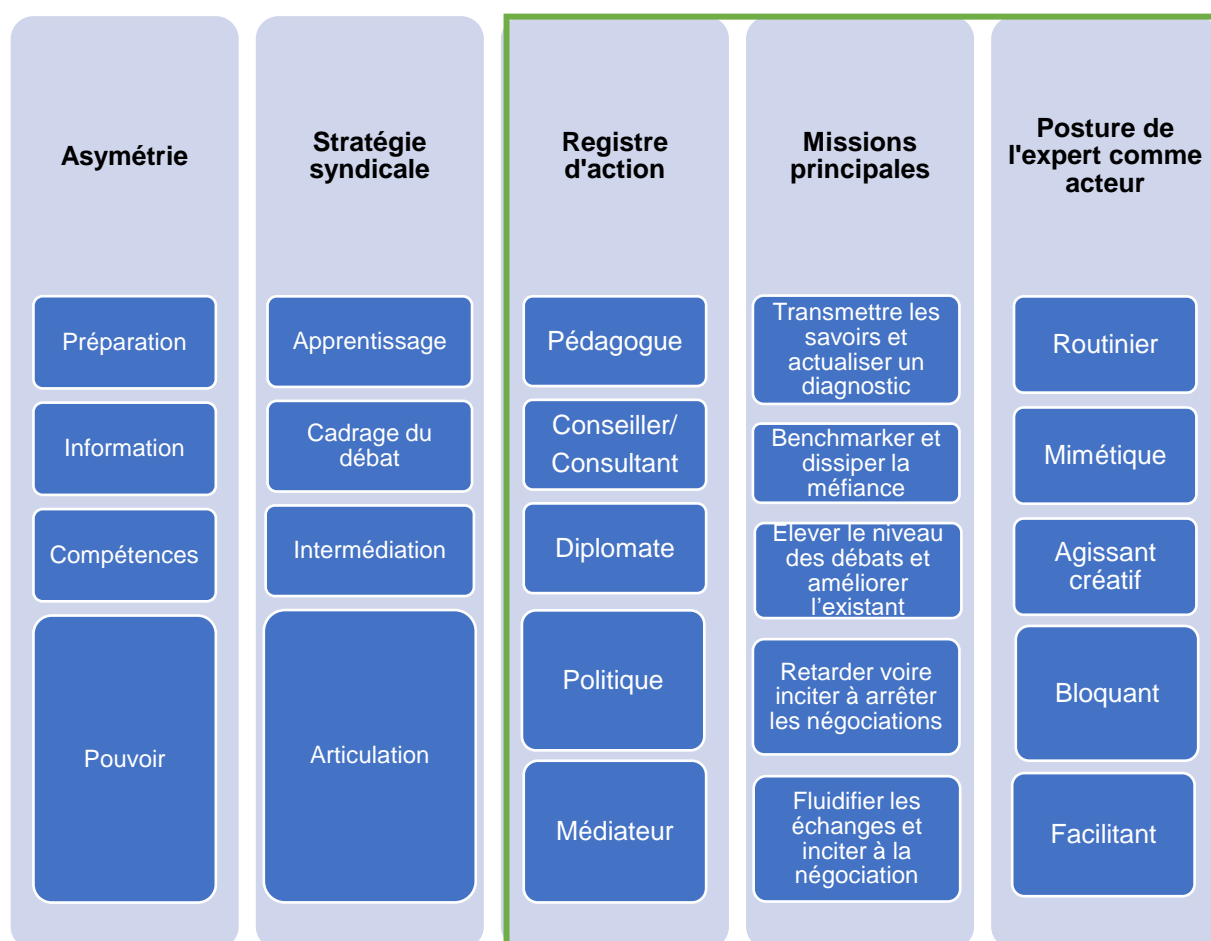 Asymétrie
Préparation
Information
Compétences
Pouvoir
Stratégie
syndicale
Apprentissage
Cadrage du
débat
Intermédiation
Articulation
Registre
d'action
Pédagogue
Conseiller/
Consultant
Diplomate
Politique
Médiateur
Missions
principales
Transmettre les
savoirs et
actualiser un
diagnostic
Benchmarker et
dissiper la
méfiance
Elever le niveau
des débats et
améliorer
l’existant
Retarder voire
inciter à arrêter
les négociations
Fluidifier les
échanges et
inciter à la
négociation
Posture de
l'expert comme
acteur
Routinier
Mimétique
Agissant
créatif
Bloquant
Facilitant